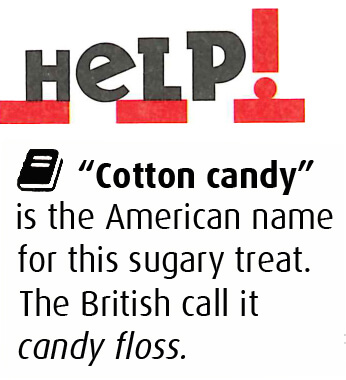 HeLP!
“Cotton candy”
is the American name
for this sugary treat.
The British call it
candy floss.